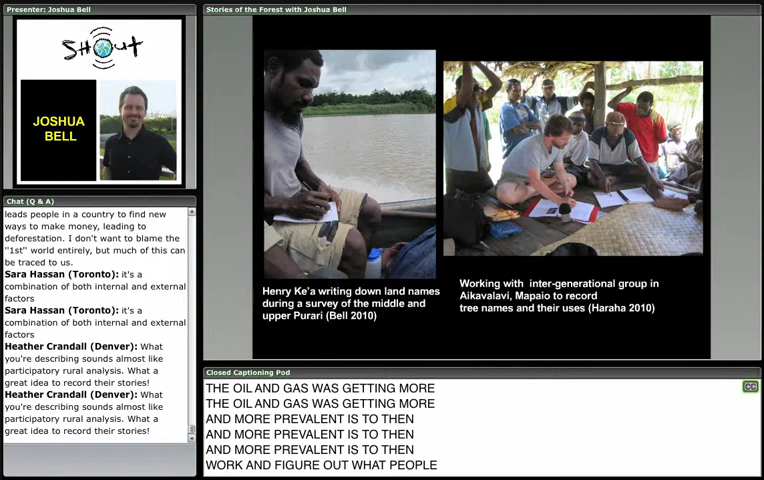 Presenter: Joshua Bell
SHOUT
JOSHUA
BELL
Chat (Q & A)
leads people in a country to find new
ways to make money, leading to
deforestation. I don't want to blame the
"1st" world entirely, but much of this can
be traced to us.
Sara Hassan (Toronto): it's a
combination of both internal and external
factors
Sara Hassan (Toronto): it's a
combination of both internal and external
factors
Heather Crandall (Denver): What
you're describing sounds almost like
participatory rural analysis. What a
great idea to record their stories!
Heather Crandall (Denver): What
you're describing sounds almost like
participatory rural analysis. What a
great idea to record their stories!
Stories of the Forest with Joshua Bell
Henry Ke'a writing down land names
during a survey of the middle and
upper Purari (Bell 2010)
Working with inter-generational group in
Aikavalavi, Mapaio to record
tree names and their uses (Haraha 2010)
Closed Captioning Pod
CC
THE OIL AND GAS WAS GETTING MORE
THE OIL AND GAS WAS GETTING MORE
AND MORE PREVALENT IS TO THEN
AND MORE PREVALENT IS TO THEN
AND MORE PREVALENT IS TO THEN
WORK AND FIGURE OUT WHAT PEOPLE